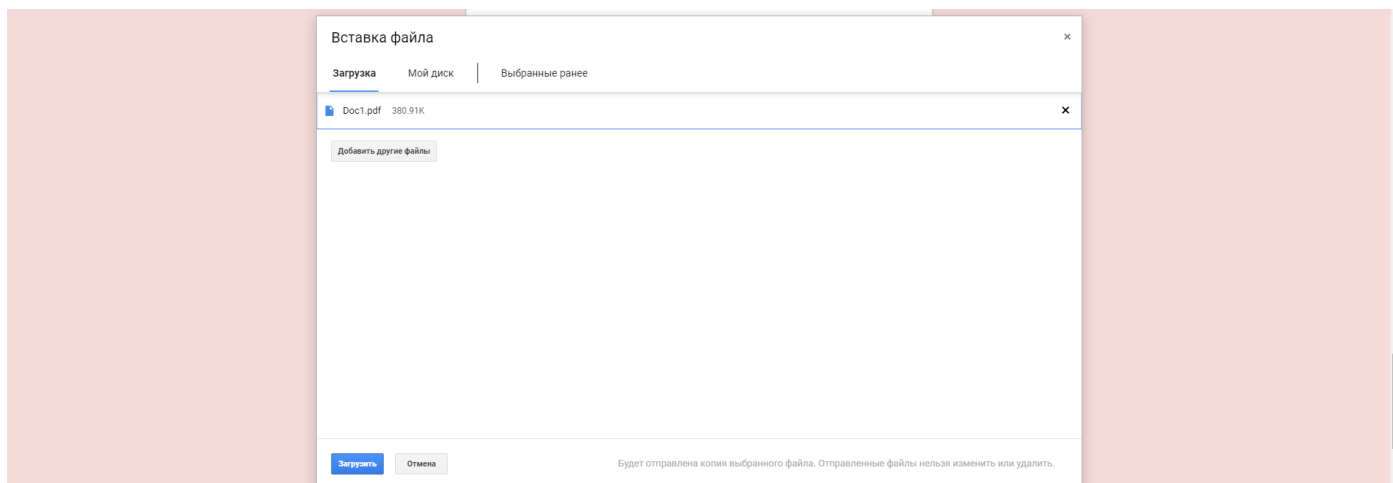 Вставка файла
Загрузка Мой диск Выбранные ранее
Doc1.pdf 380.91K
Добавить другие файлы
Загрузить Отмена Будет отправлена копия выбранного файла. Отправленные файлы нельзя изменить или удалить.